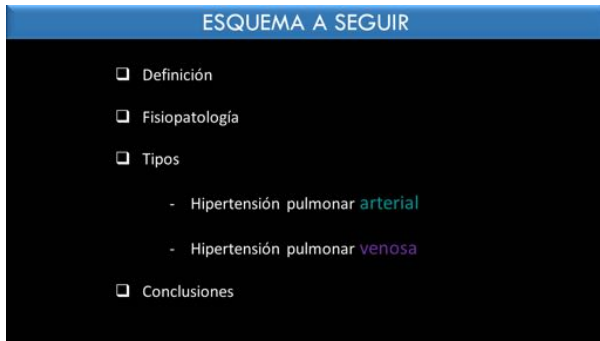 ESQUEMA A SEGUIR
❑ Definición
❑ Fisiopatología
❑ Tipos
- Hipertensión pulmonar arterial
- Hipertensión pulmonar venosa
❑ Conclusiones